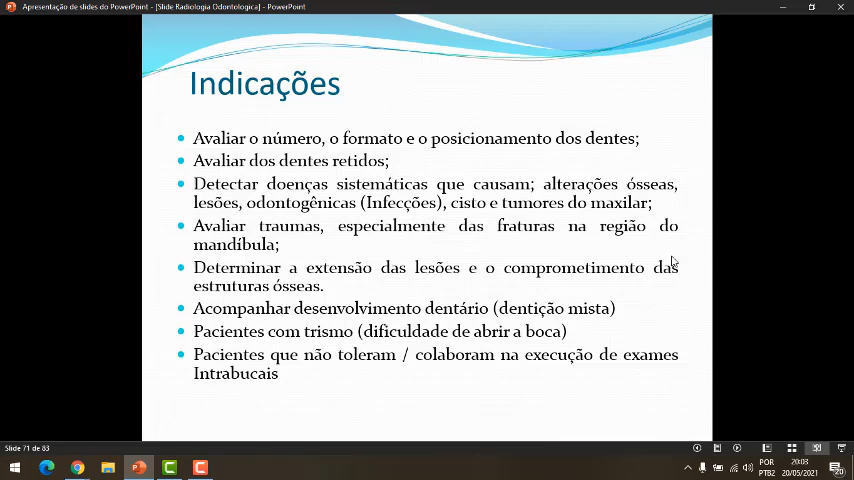 Apresentação de slides do PowerPoint - [Slide Radiologia Odontologica] - PowerPoint
Indicações
• Avaliar o número, o formato e o posicionamento dos dentes;
• Avaliar dos dentes retidos;
• Detectar doenças sistemáticas que causam; alterações ósseas,
lesões, odontogênicas (Infecções), cisto e tumores do maxilar;
• Avaliar traumas, especialmente das fraturas na região do
mandíbula;
• Determinar a extensão das lesões e o comprometimento das
estruturas ósseas.
• Acompanhar desenvolvimento dentário (dentição mista)
• Pacientes com trismo (dificuldade de abrir a boca)
• Pacientes que não toleram / colaboram na execução de exames
Intrabucais
Slide 71 de 83
POR
PTB2
20:03
20/05/2021
20